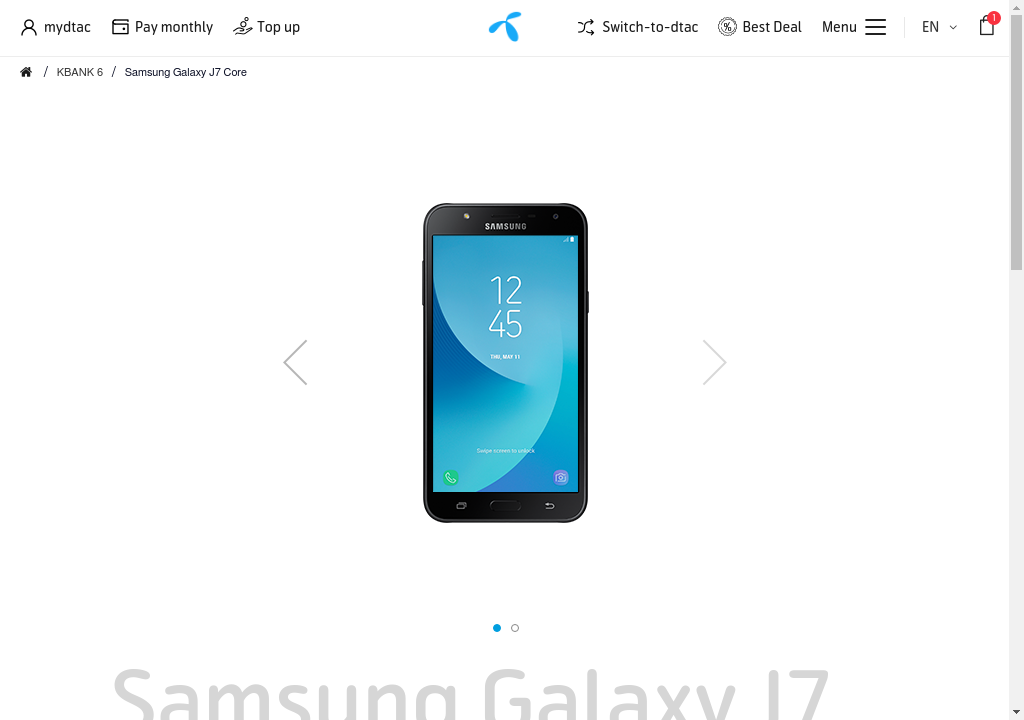 mydtac Pay monthly Top up Switch-to-dtac Best Deal Menu EN 1
/ KBANK 6 / Samsung Galaxy J7 Core
SAMSUNG
12
45
THU, MAY 11
Swipe screen to unlock
Samsung Galaxy J7